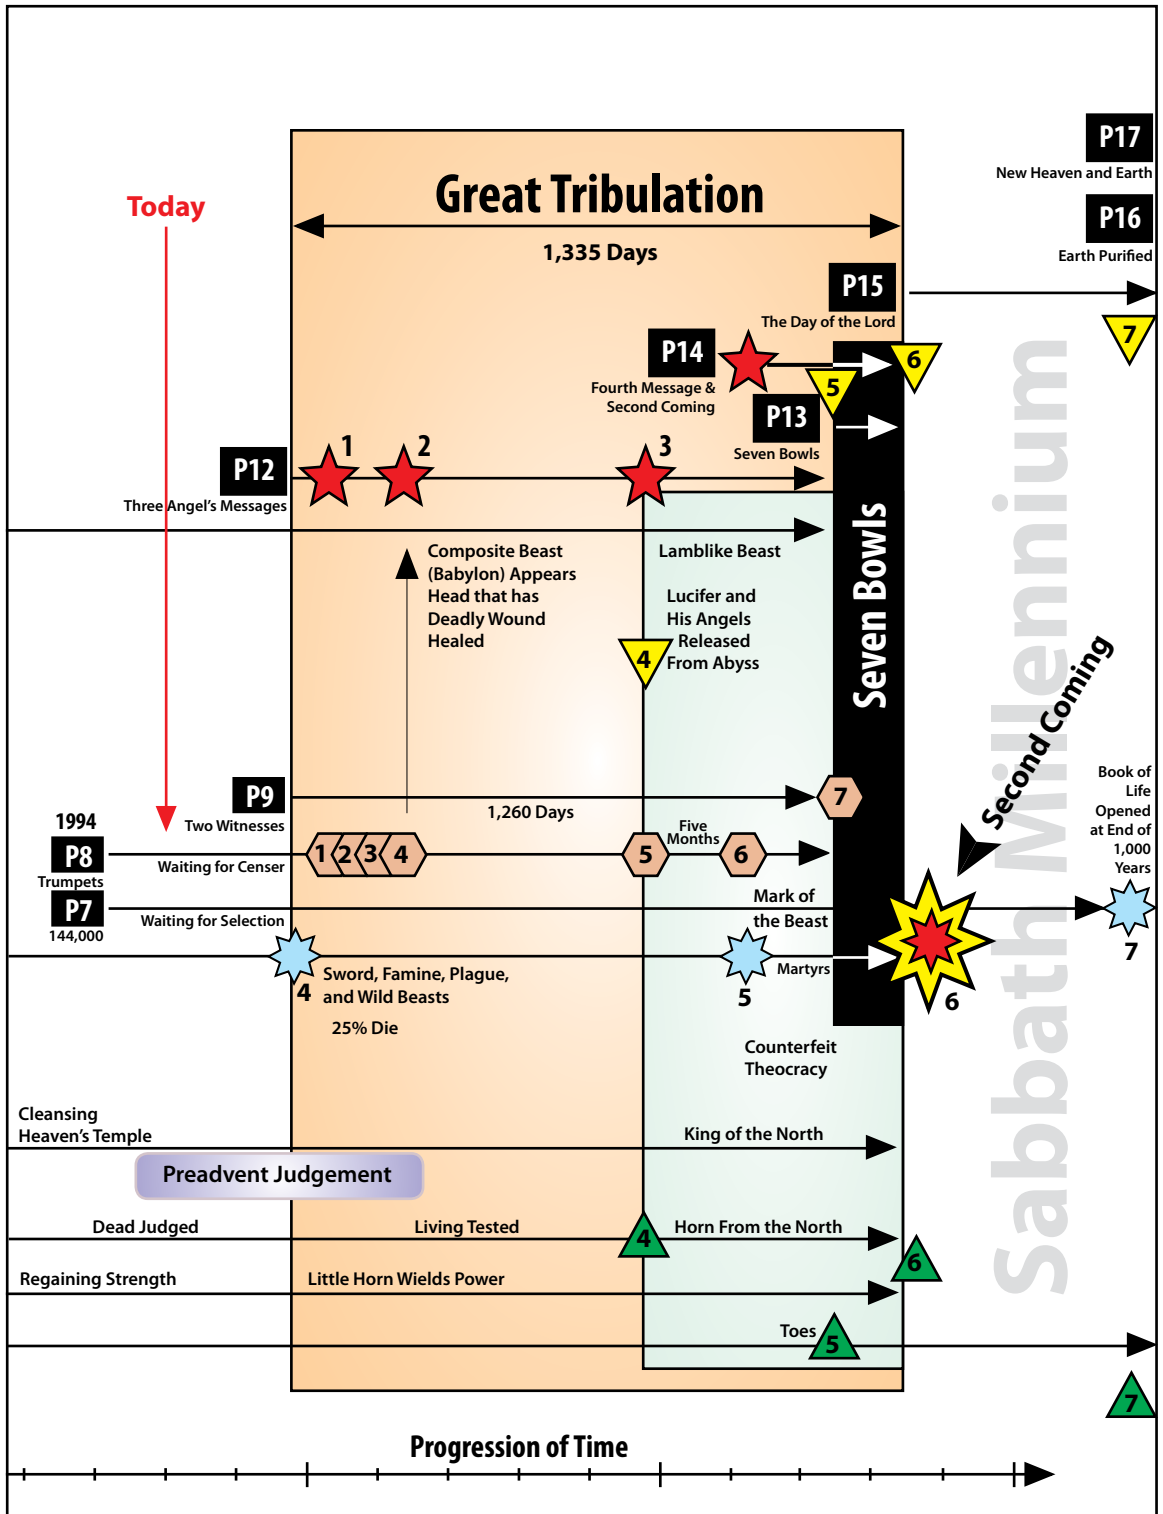 P17
New Heaven and Earth
P16
Earth Purified
Great Tribulation
Today
1,335 Days
P15
The Day of the Lord
7
P14
Fourth Message &
Second Coming
6
5
P13
Seven Bowls
1
2
3
P12
Three Angel's Messages
Composite Beast
(Babylon) Appears
Head that has
Deadly Wound
Healed
Lamblike Beast
Lucifer and
His Angels
Released
From Abyss
4
Seven Bowls
Sabbath Millennium
Second Coming
P9
Two Witnesses
1,260 Days
7
Book of
Life
Opened
at End of
1,000
Years
1994
P8
Trumpets
Waiting for Censer
1
2
3
4
5
Five
Months
6
P7
144,000
Waiting for Selection
Mark of
the Beast
7
4
Sword, Famine, Plague,
and Wild Beasts
25% Die
Martyrs
5
6
Counterfeit
Theocracy
Cleansing
Heaven's Temple
King of the North
Preadvent Judgement
Dead Judged
Living Tested
4
Horn From the North
6
Regaining Strength
Little Horn Wields Power
Toes
5
7
Progression of Time